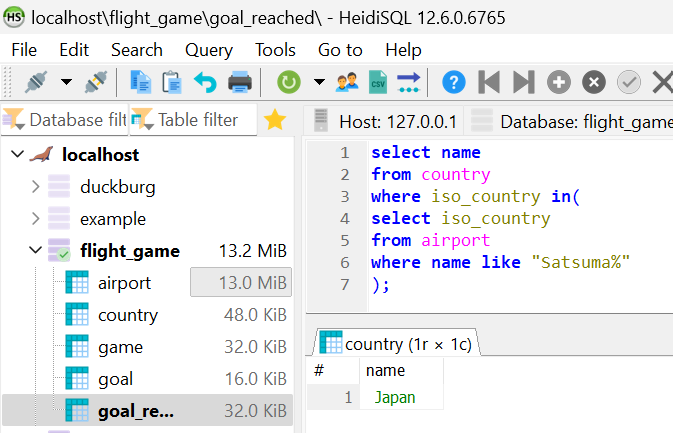 HS localhost\flight_game\goal_reached\ - HeidiSQL 12.6.0.6765
File Edit Search Query Tools Go to Help
CSV ?
Database filt Table filter
localhost
duckburg
example
flight_game 13.2 MiB
airport 13.0 MiB
country 48.0 KiB
game 32.0 KiB
goal 16.0 KiB
goal_re... 32.0 KiB
Host: 127.0.0.1 Database: flight_game
1 select name
2 from country
3 where iso_country in(
4 select iso_country
5 from airport
6 where name like "Satsuma%"
7 );
country (1r × 1c)
# name
1 Japan